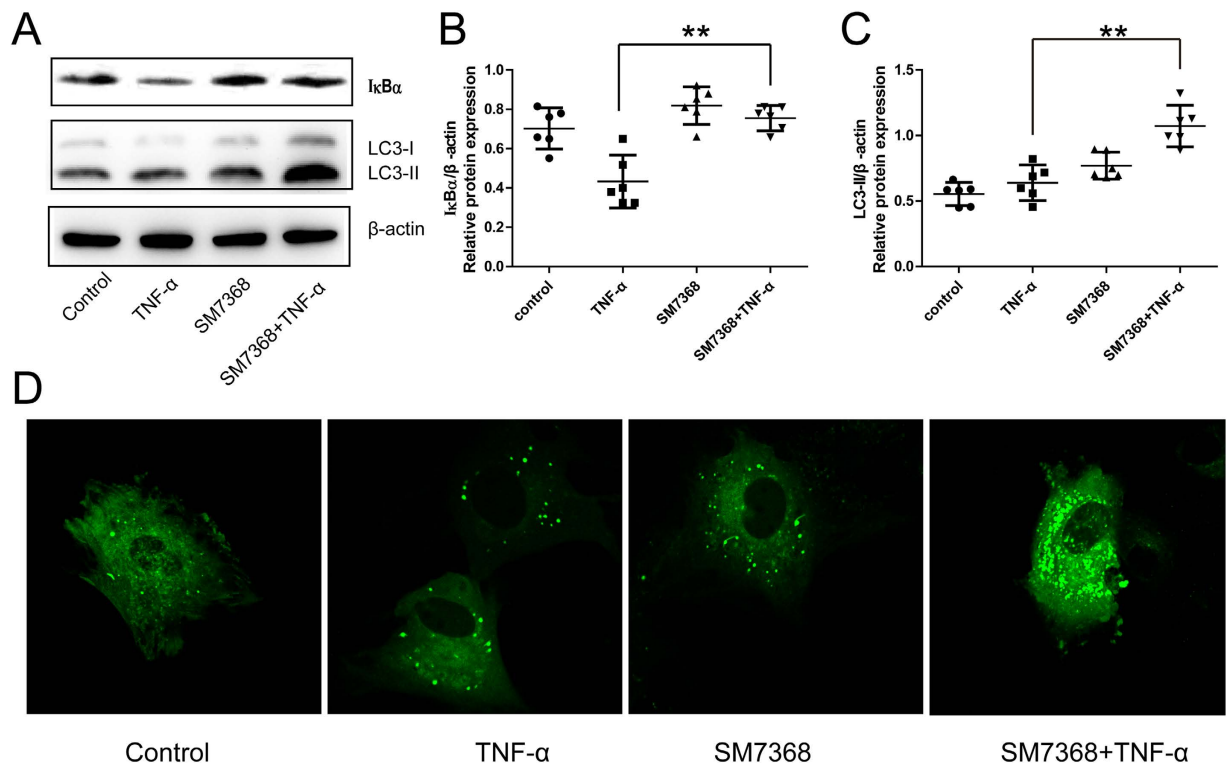 A
IκBα
LC3-I
LC3-II
β-actin
Control
TNF-α
SM7368
SM7368+TNF-α
B
**
IκBα/β -actin
Relative protein expression
1.0
0.8
0.6
0.4
0.2
0.0
control
TNF-α
SM7368
SM7368+TNF-α
C
**
LC3-II/β -actin
Relative protein expression
1.5
1.0
0.5
0.0
control
TNF-α
SM7368
SM7368+TNF-α
D
Control
TNF-α
SM7368
SM7368+TNF-α